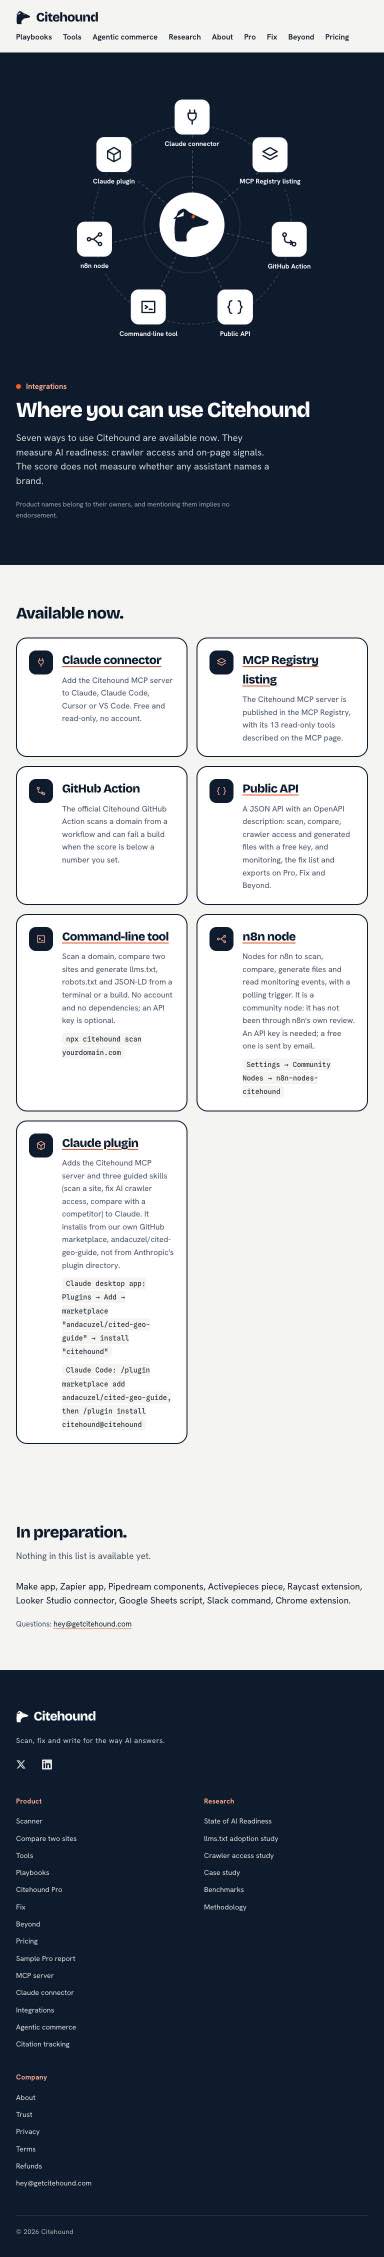 Citehound
Playbooks Tools Agentic commerce Research About Pro Fix Beyond Pricing
Claude connector
Claude plugin
MCP Registry listing
n8n node
GitHub Action
Command-line tool
Public API
Integrations
Where you can use Citehound
Seven ways to use Citehound are available now. They
measure AI readiness: crawler access and on-page signals.
The score does not measure whether any assistant names a
brand.
Product names belong to their owners, and mentioning them implies no
endorsement.
Available now.
Claude connector
Add the Citehound MCP server
to Claude, Claude Code,
Cursor or VS Code. Free and
read-only, no account.
MCP Registry
listing
The Citehound MCP server is
published in the MCP Registry,
with its 13 read-only tools
described on the MCP page.
GitHub Action
The official Citehound GitHub
Action scans a domain from a
workflow and can fail a build
when the score is below a
number you set.
Public API
A JSON API with an OpenAPI
description: scan, compare,
crawler access and generated
files with a free key, and
monitoring, the fix list and
exports on Pro, Fix and
Beyond.
Command-line tool
Scan a domain, compare two
sites and generate llms.txt,
robots.txt and JSON-LD from a
terminal or a build. No account
and no dependencies; an API
key is optional.
npx citehound scan
yourdomain.com
n8n node
Nodes for n8n to scan,
compare, generate files and
read monitoring events, with a
polling trigger. It is a
community node: it has not
been through n8n's own review.
An API key is needed; a free
one is sent by email.
Settings → Community
Nodes → n8n-nodes-
citehound
Claude plugin
Adds the Citehound MCP
server and three guided skills
(scan a site, fix AI crawler
access, compare with a
competitor) to Claude. It
installs from our own GitHub
marketplace, andacuzel/cited-
geo-guide, not from Anthropic's
plugin directory.
Claude desktop app:
Plugins → Add →
marketplace
"andacuzel/cited-geo-
guide" → install
"citehound"
Claude Code: /plugin
marketplace add
andacuzel/cited-geo-guide,
then /plugin install
citehound@citehound
In preparation.
Nothing in this list is available yet.
Make app, Zapier app, Pipedream components, Activepieces piece, Raycast extension,
Looker Studio connector, Google Sheets script, Slack command, Chrome extension.
Questions: hey@getcitehound.com
Citehound
Scan, fix and write for the way AI answers.
Product
Scanner
Compare two sites
Tools
Playbooks
Citehound Pro
Fix
Beyond
Pricing
Sample Pro report
MCP server
Claude connector
Integrations
Agentic commerce
Citation tracking
Research
State of AI Readiness
llms.txt adoption study
Crawler access study
Case study
Benchmarks
Methodology
Company
About
Trust
Privacy
Terms
Refunds
hey@getcitehound.com
© 2026 Citehound